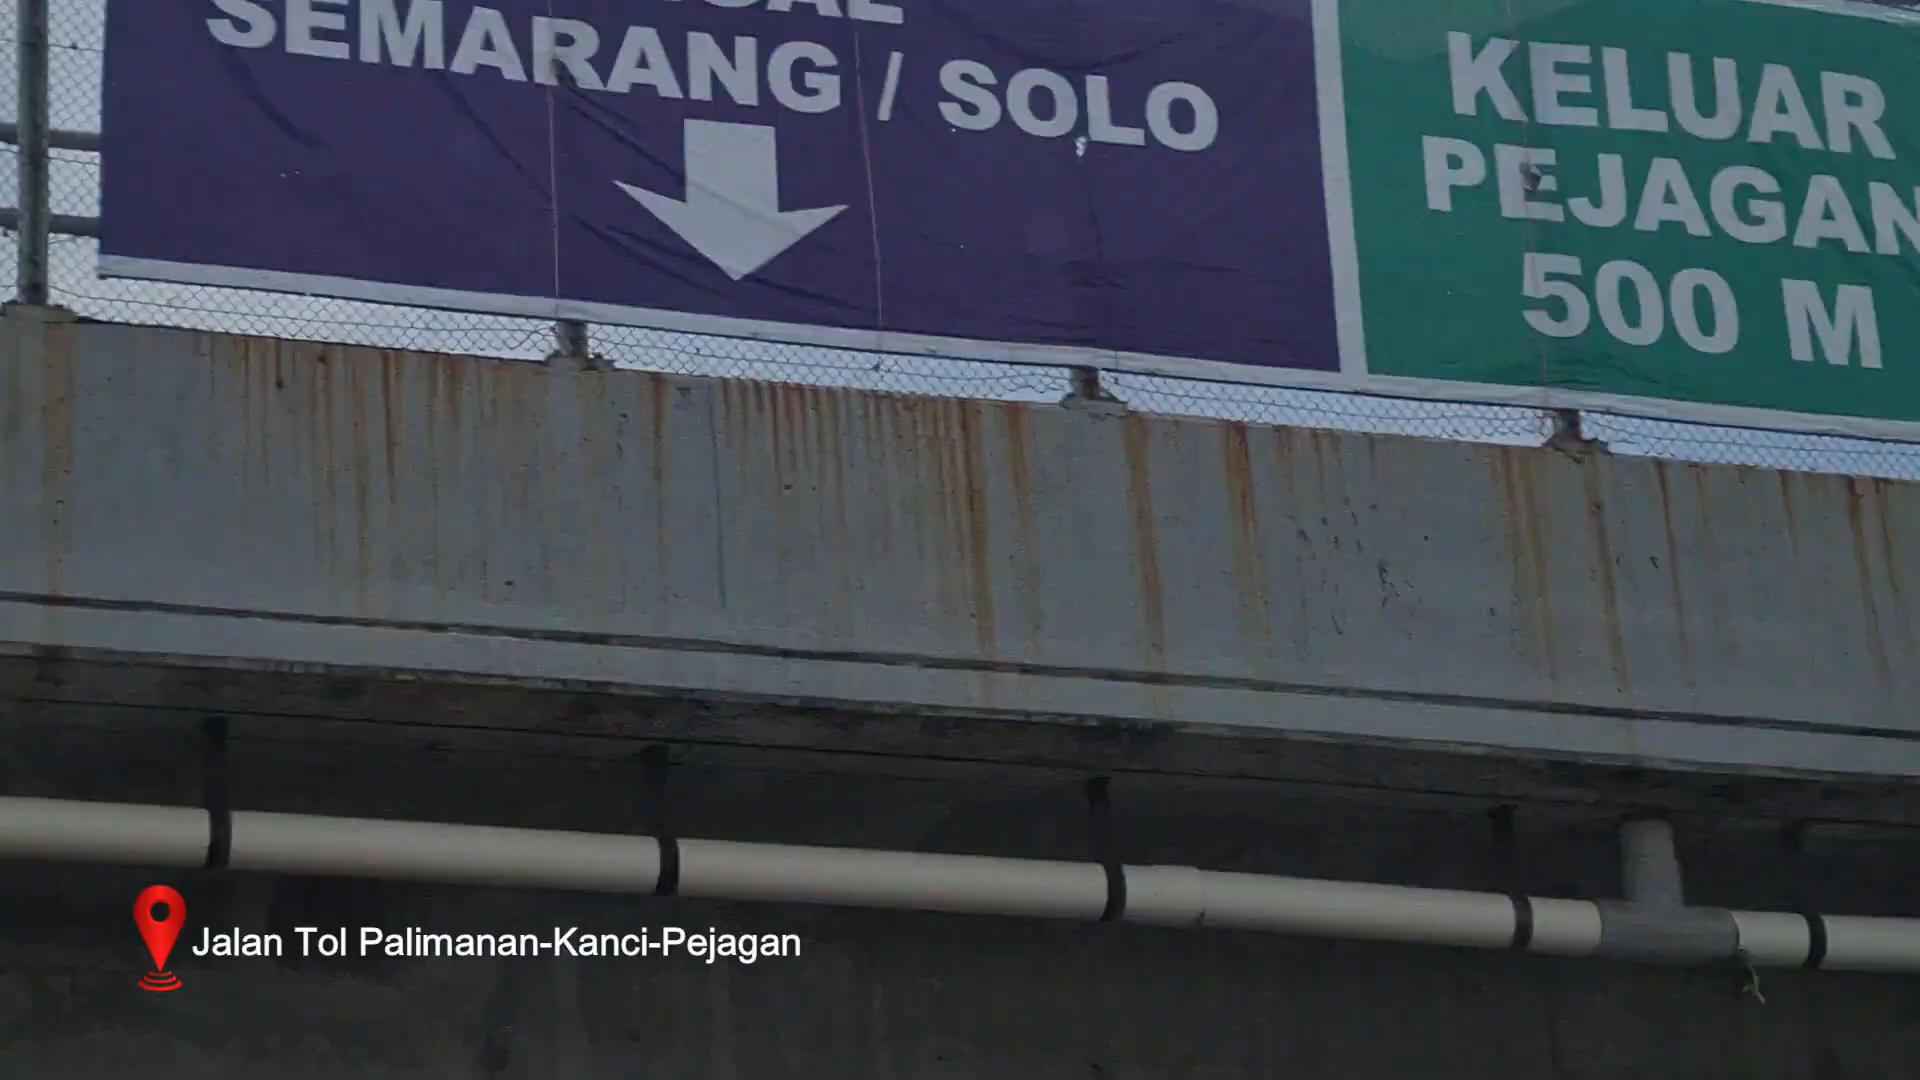 SEMARANG / SOLO
KELUAR
PEJAGAN
500 M
Jalan Tol Palimanan-Kanci-Pejagan